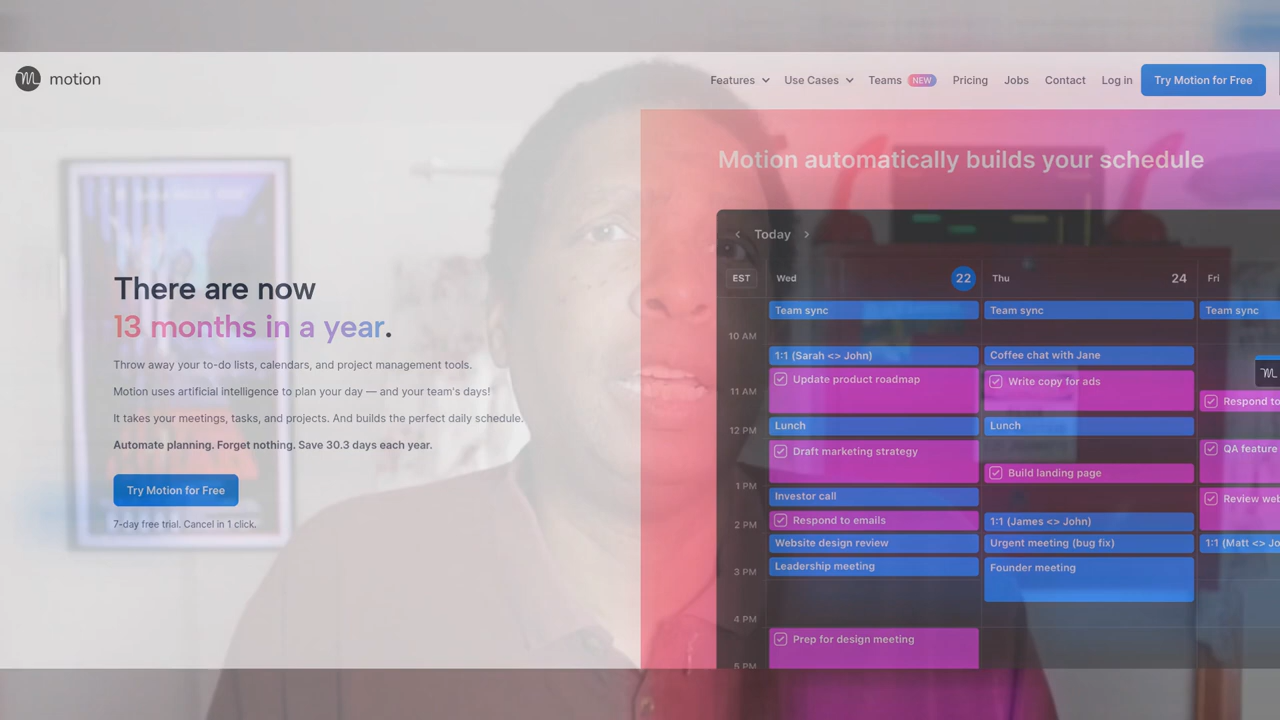 motion
Features
Use Cases
Teams NEW
Pricing
Jobs
Contact
Log in
Try Motion for Free
There are now
13 months in a year.
Throw away your to-do lists, calendars, and project management tools.
Motion uses artificial intelligence to plan your day — and your team's days!
It takes your meetings, tasks, and projects. And builds the perfect daily schedule.
Automate planning. Forget nothing. Save 30.3 days each year.
Try Motion for Free
7-day free trial. Cancel in 1 click.
Motion automatically builds your schedule
Today
EST
Wed 22
Thu 24
Fri
10 AM
11 AM
12 PM
1 PM
2 PM
3 PM
4 PM
5 PM
Team sync
1:1 (Sarah <> John)
Update product roadmap
Lunch
Draft marketing strategy
Investor call
Respond to emails
Website design review
Leadership meeting
Prep for design meeting
Team sync
Coffee chat with Jane
Write copy for ads
Lunch
Build landing page
1:1 (James <> John)
Urgent meeting (bug fix)
Founder meeting
Team sync
Respond to
QA feature
Review web
1:1 (Matt <> Jo